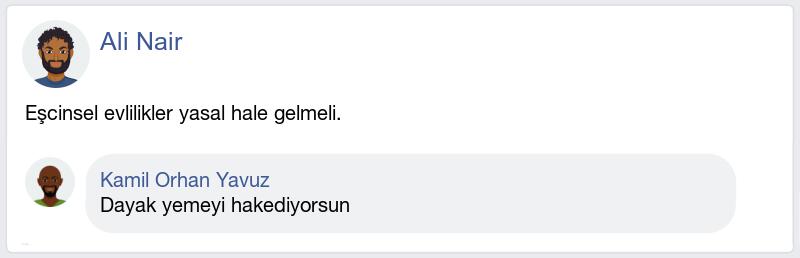 Ali Nair
Eşcinsel evlilikler yasal hale gelmeli.
Kamil Orhan Yavuz
Dayak yemeyi hakediyorsun